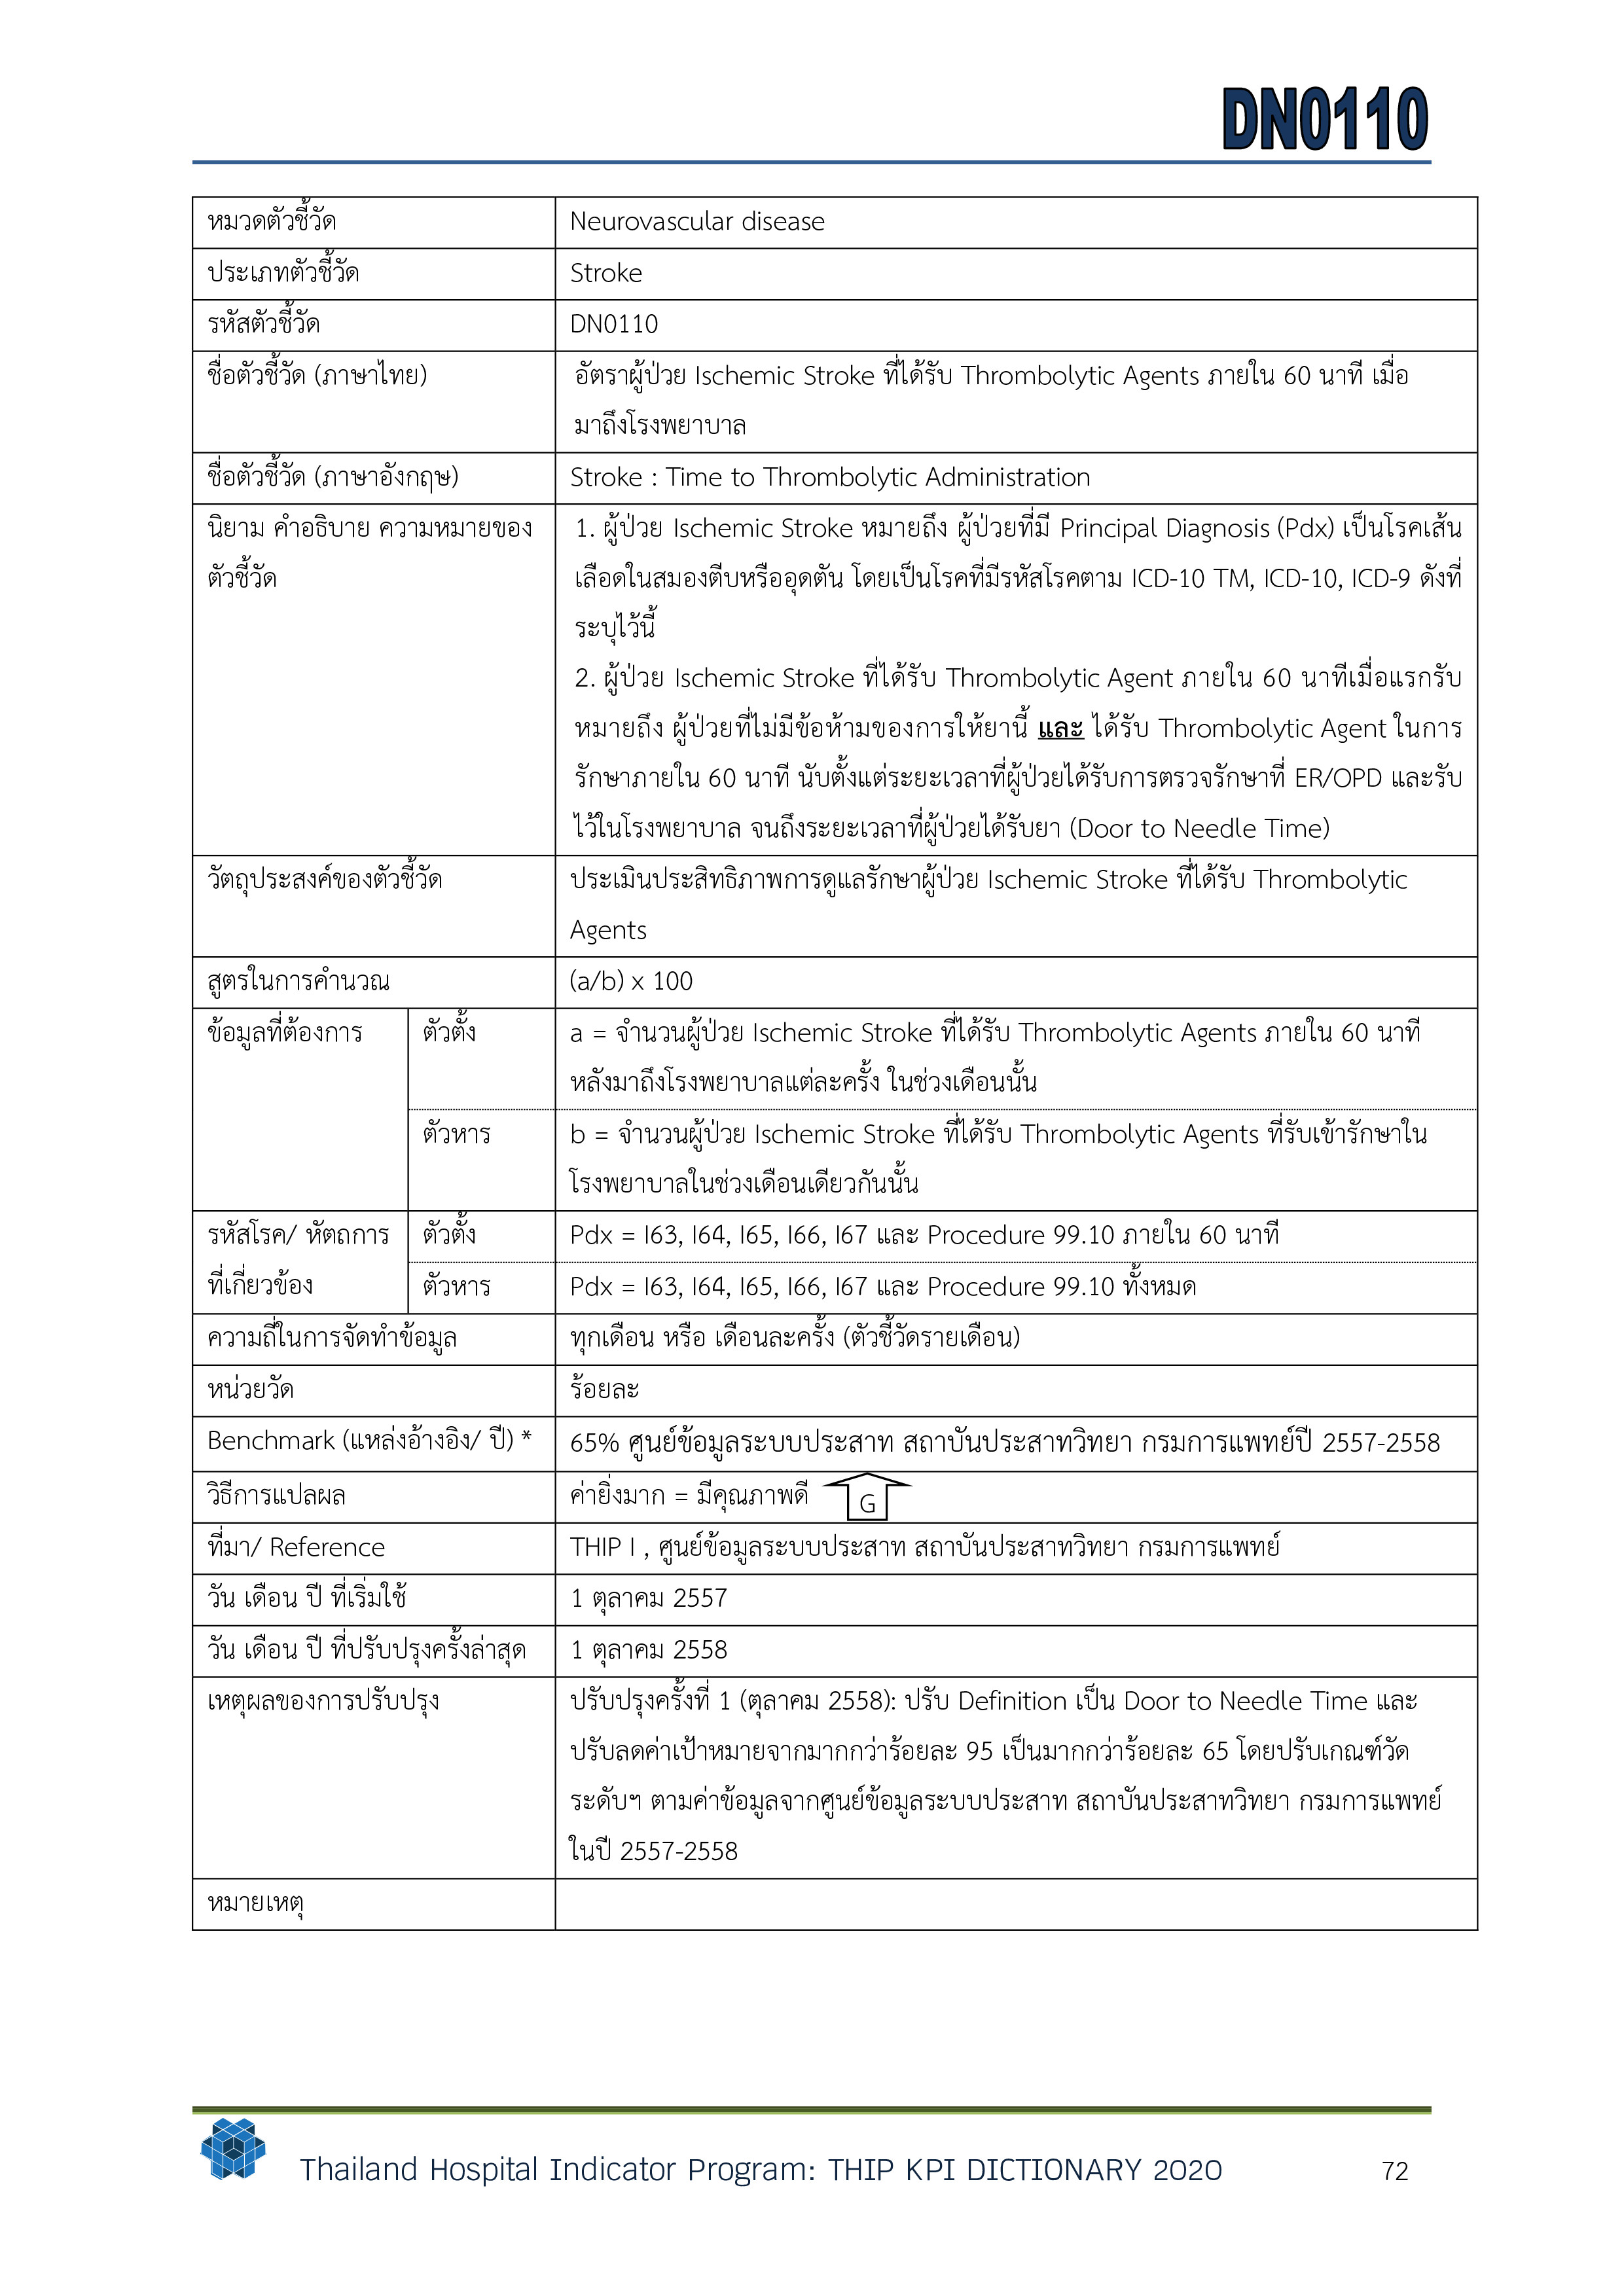 DN0110
หมวดตัวชี้วัด Neurovascular disease
ประเภทตัวชี้วัด Stroke
รหัสตัวชี้วัด DN0110
ชื่อตัวชี้วัด (ภาษาไทย) อัตราผู้ป่วย Ischemic Stroke ที่ได้รับ Thrombolytic Agents ภายใน 60 นาที เมื่อ
มาถึงโรงพยาบาล
ชื่อตัวชี้วัด (ภาษาอังกฤษ) Stroke : Time to Thrombolytic Administration
นิยาม คำอธิบาย ความหมายของ
ตัวชี้วัด
1. ผู้ป่วย Ischemic Stroke หมายถึง ผู้ป่วยที่มี Principal Diagnosis (Pdx) เป็นโรคเส้น
เลือดในสมองตีบหรืออุดตัน โดยเป็นโรคที่มีรหัสโรคตาม ICD-10 TM, ICD-10, ICD-9 ดังที่
ระบุไว้นี้
2. ผู้ป่วย Ischemic Stroke ที่ได้รับ Thrombolytic Agent ภายใน 60 นาทีเมื่อแรกรับ
หมายถึง ผู้ป่วยที่ไม่มีข้อห้ามของการให้ยานี้ และ ได้รับ Thrombolytic Agent ในการ
รักษาภายใน 60 นาที นับตั้งแต่ระยะเวลาที่ผู้ป่วยได้รับการตรวจรักษาที่ ER/OPD และรับ
ไว้ในโรงพยาบาล จนถึงระยะเวลาที่ผู้ป่วยได้รับยา (Door to Needle Time)
วัตถุประสงค์ของตัวชี้วัด ประเมินประสิทธิภาพการดูแลรักษาผู้ป่วย Ischemic Stroke ที่ได้รับ Thrombolytic
Agents
สูตรในการคำนวณ (a/b) x 100
ข้อมูลที่ต้องการ ตัวตั้ง a = จำนวนผู้ป่วย Ischemic Stroke ที่ได้รับ Thrombolytic Agents ภายใน 60 นาที
หลังมาถึงโรงพยาบาลแต่ละครั้ง ในช่วงเดือนนั้น
ตัวหาร b = จำนวนผู้ป่วย Ischemic Stroke ที่ได้รับ Thrombolytic Agents ที่รับเข้ารักษาใน
โรงพยาบาลในช่วงเดือนเดียวกันนั้น
รหัสโรค/ หัตถการ ตัวตั้ง Pdx = I63, I64, I65, I66, I67 และ Procedure 99.10 ภายใน 60 นาที
ที่เกี่ยวข้อง ตัวหาร Pdx = I63, I64, I65, I66, I67 และ Procedure 99.10 ทั้งหมด
ความถี่ในการจัดทำข้อมูล ทุกเดือน หรือ เดือนละครั้ง (ตัวชี้วัดรายเดือน)
หน่วยวัด ร้อยละ
Benchmark (แหล่งอ้างอิง/ ปี) * 65% ศูนย์ข้อมูลระบบประสาท สถาบันประสาทวิทยา กรมการแพทย์ปี 2557-2558
วิธีการแปลผล ค่ายิ่งมาก = มีคุณภาพดี G
ที่มา/ Reference THIP I , ศูนย์ข้อมูลระบบประสาท สถาบันประสาทวิทยา กรมการแพทย์
วัน เดือน ปี ที่เริ่มใช้ 1 ตุลาคม 2557
วัน เดือน ปี ที่ปรับปรุงครั้งล่าสุด 1 ตุลาคม 2558
เหตุผลของการปรับปรุง ปรับปรุงครั้งที่ 1 (ตุลาคม 2558): ปรับ Definition เป็น Door to Needle Time และ
ปรับลดค่าเป้าหมายจากมากกว่าร้อยละ 95 เป็นมากกว่าร้อยละ 65 โดยปรับเกณฑ์วัด
ระดับฯ ตามค่าข้อมูลจากศูนย์ข้อมูลระบบประสาท สถาบันประสาทวิทยา กรมการแพทย์
ในปี 2557-2558
หมายเหตุ
Thailand Hospital Indicator Program: THIP KPI DICTIONARY 2020 72